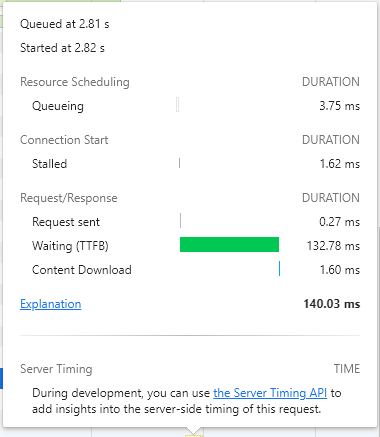 Queued at 2.81 s
Started at 2.82 s
Resource Scheduling DURATION
Queueing 3.75 ms
Connection Start DURATION
Stalled 1.62 ms
Request/Response DURATION
Request sent 0.27 ms
Waiting (TTFB) 132.78 ms
Content Download 1.60 ms
Explanation 140.03 ms
Server Timing TIME
During development, you can use the Server Timing API to
add insights into the server-side timing of this request.